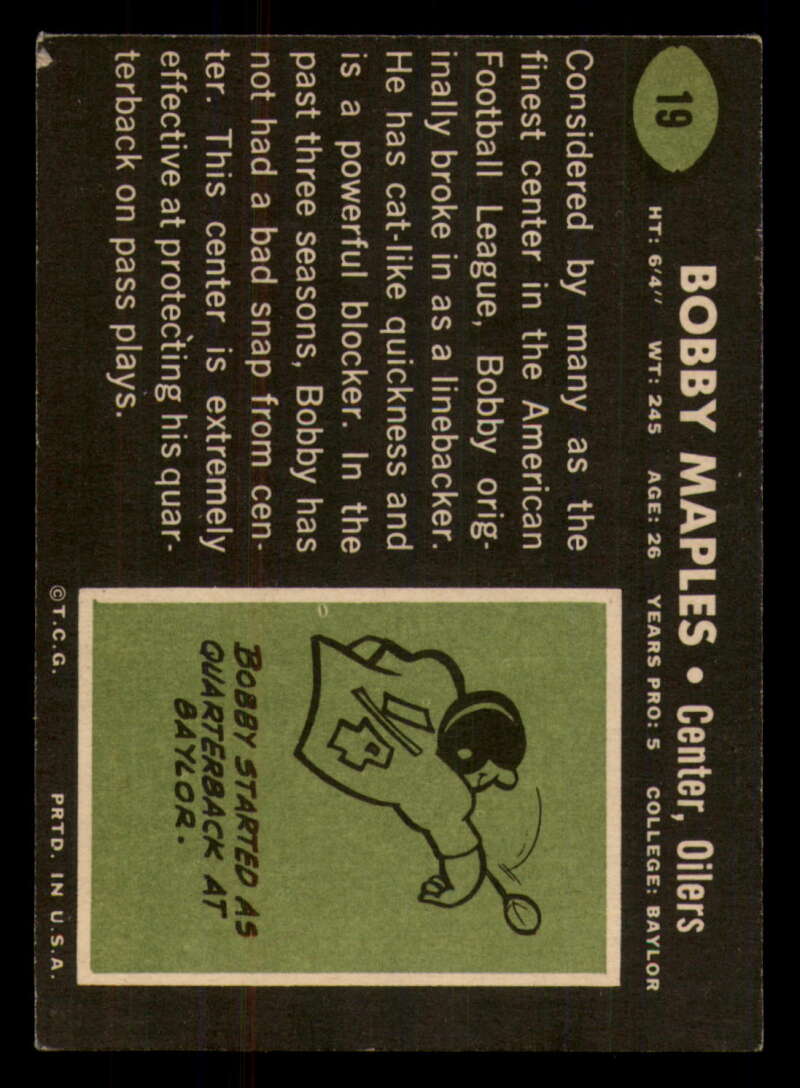 19
BOBBY MAPLES • Center, Oilers
HT: 6'4" WT: 245 AGE: 26 YEARS PRO: 5 COLLEGE: BAYLOR
Considered by many as the
finest center in the American
Football League, Bobby orig-
inally broke in as a linebacker.
He has cat-like quickness and
is a powerful blocker. In the
past three seasons, Bobby has
not had a bad snap from cen-
ter. This center is extremely
effective at protecting his quar-
terback on pass plays.
1/4
BOBBY STARTED AS
QUARTERBACK AT
BAYLOR.
©T.C.G. PRTD. IN U.S.A.